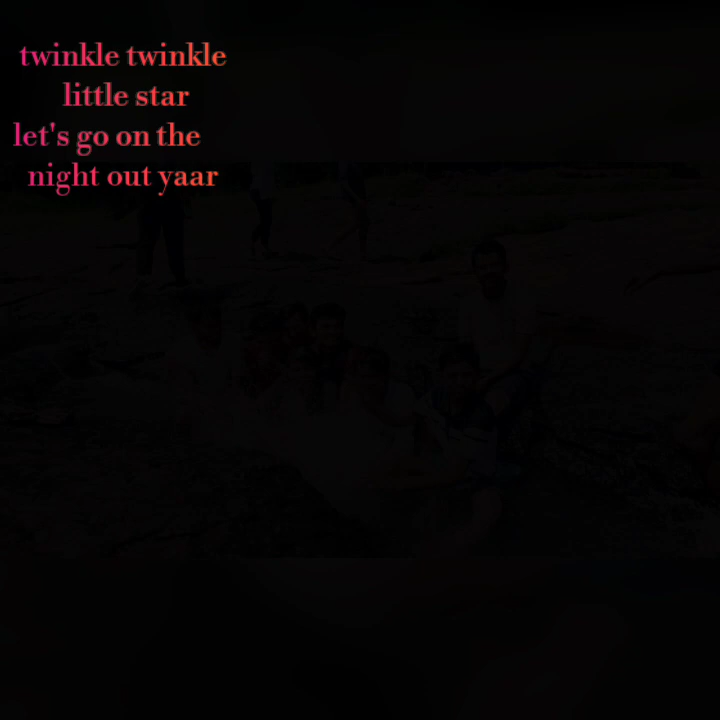 twinkle twinkle
little star
let's go on the
night out yaar